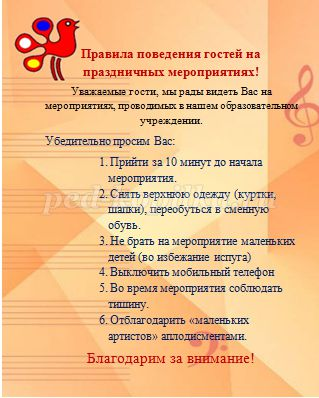 Правила поведения гостей на
праздничных мероприятиях!
Уважаемые гости, мы рады видеть Вас на
мероприятиях, проводимых в нашем образовательном
учреждении.
Убедительно просим Вас:
1. Прийти за 10 минут до начала
мероприятия.
2. Снять верхнюю одежду (куртки,
шапки), переобуться в сменную
обувь.
3. Не брать на мероприятие маленьких
детей (во избежание испуга)
4. Выключить мобильный телефон
5. Во время мероприятия соблюдать
тишину.
6. Отблагодарить «маленьких
артистов» аплодисментами.
Благодарим за внимание!